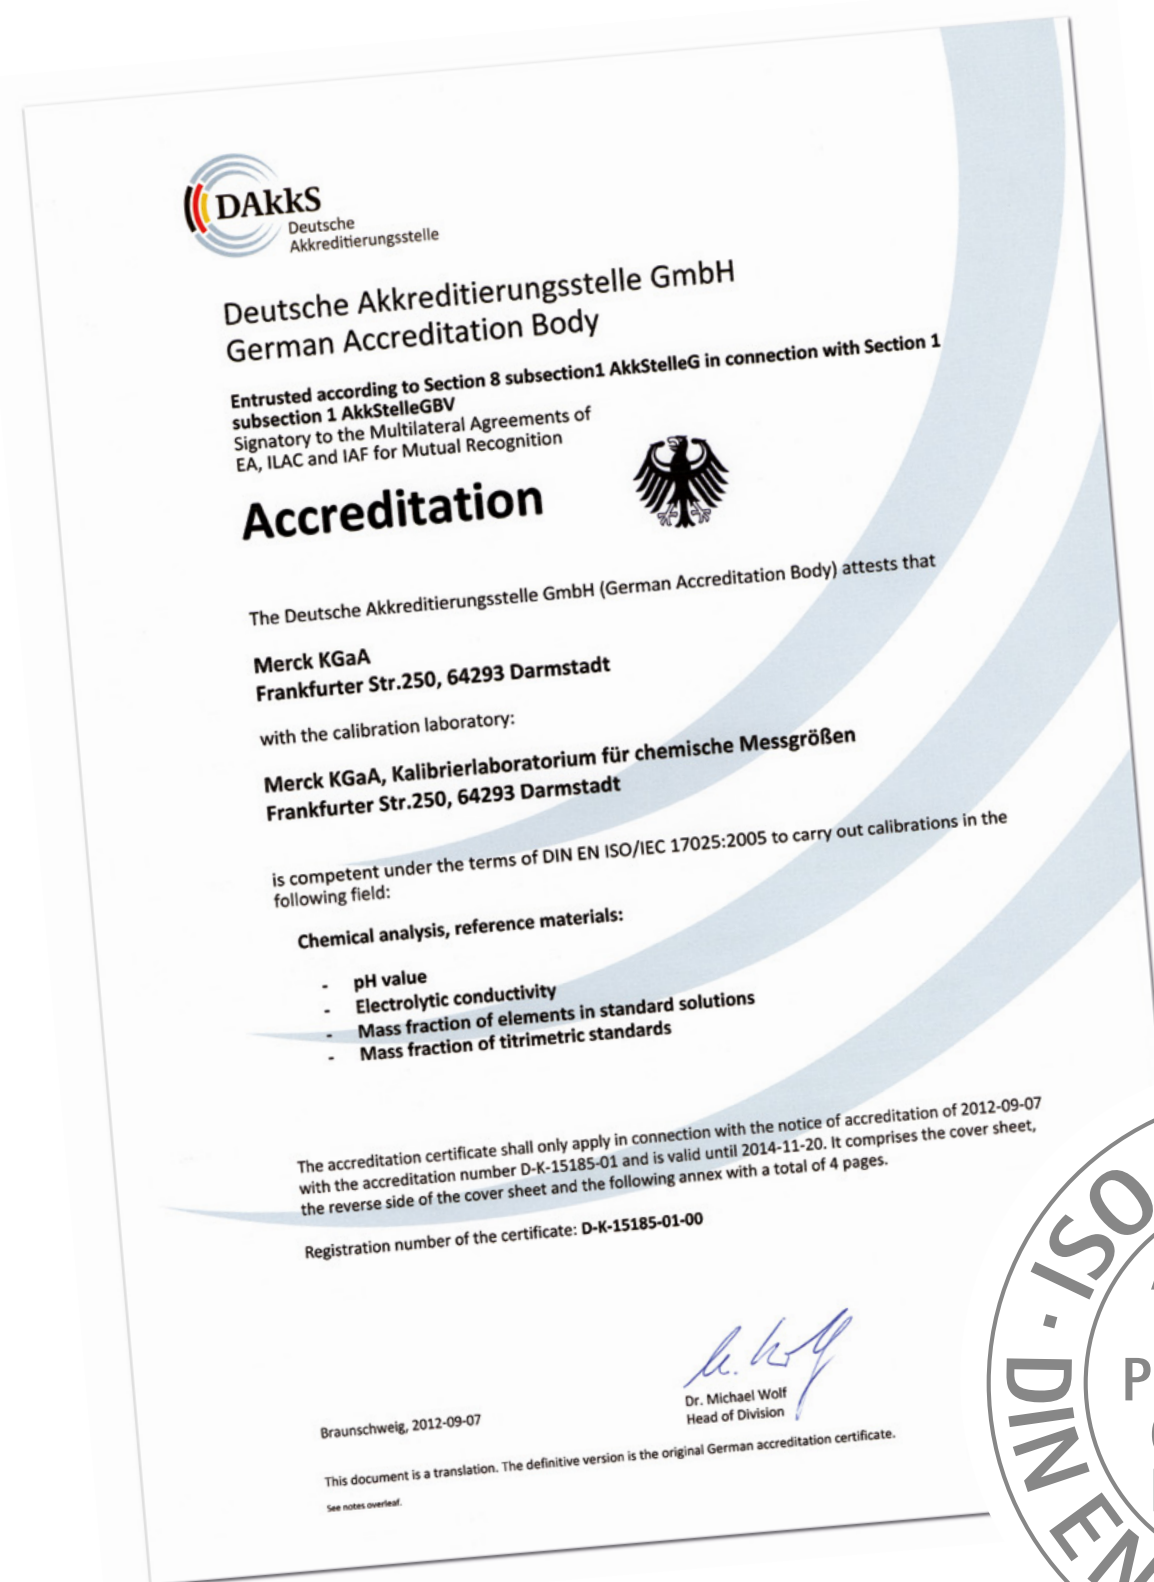 DAkkS
Deutsche
Akkreditierungsstelle
Deutsche Akkreditierungsstelle GmbH
German Accreditation Body
Entrusted according to Section 8 subsection1 AkkStelleG in connection with Section 1
subsection 1 AkkStelleGBV
Signatory to the Multilateral Agreements of
EA, ILAC and IAF for Mutual Recognition
Accreditation
The Deutsche Akkreditierungsstelle GmbH (German Accreditation Body) attests that
Merck KGaA
Frankfurter Str.250, 64293 Darmstadt
with the calibration laboratory:
Merck KGaA, Kalibrierlaboratorium für chemische Messgrößen
Frankfurter Str.250, 64293 Darmstadt
is competent under the terms of DIN EN ISO/IEC 17025:2005 to carry out calibrations in the
following field:
Chemical analysis, reference materials:
- pH value
- Electrolytic conductivity
- Mass fraction of elements in standard solutions
- Mass fraction of titrimetric standards
The accreditation certificate shall only apply in connection with the notice of accreditation of 2012-09-07
with the accreditation number D-K-15185-01 and is valid until 2014-11-20. It comprises the cover sheet,
the reverse side of the cover sheet and the following annex with a total of 4 pages.
Registration number of the certificate: D-K-15185-01-00
Dr. Michael Wolf
Head of Division
Braunschweig, 2012-09-07
This document is a translation. The definitive version is the original German accreditation certificate.
See notes overleaf.
DIN EN · ISO